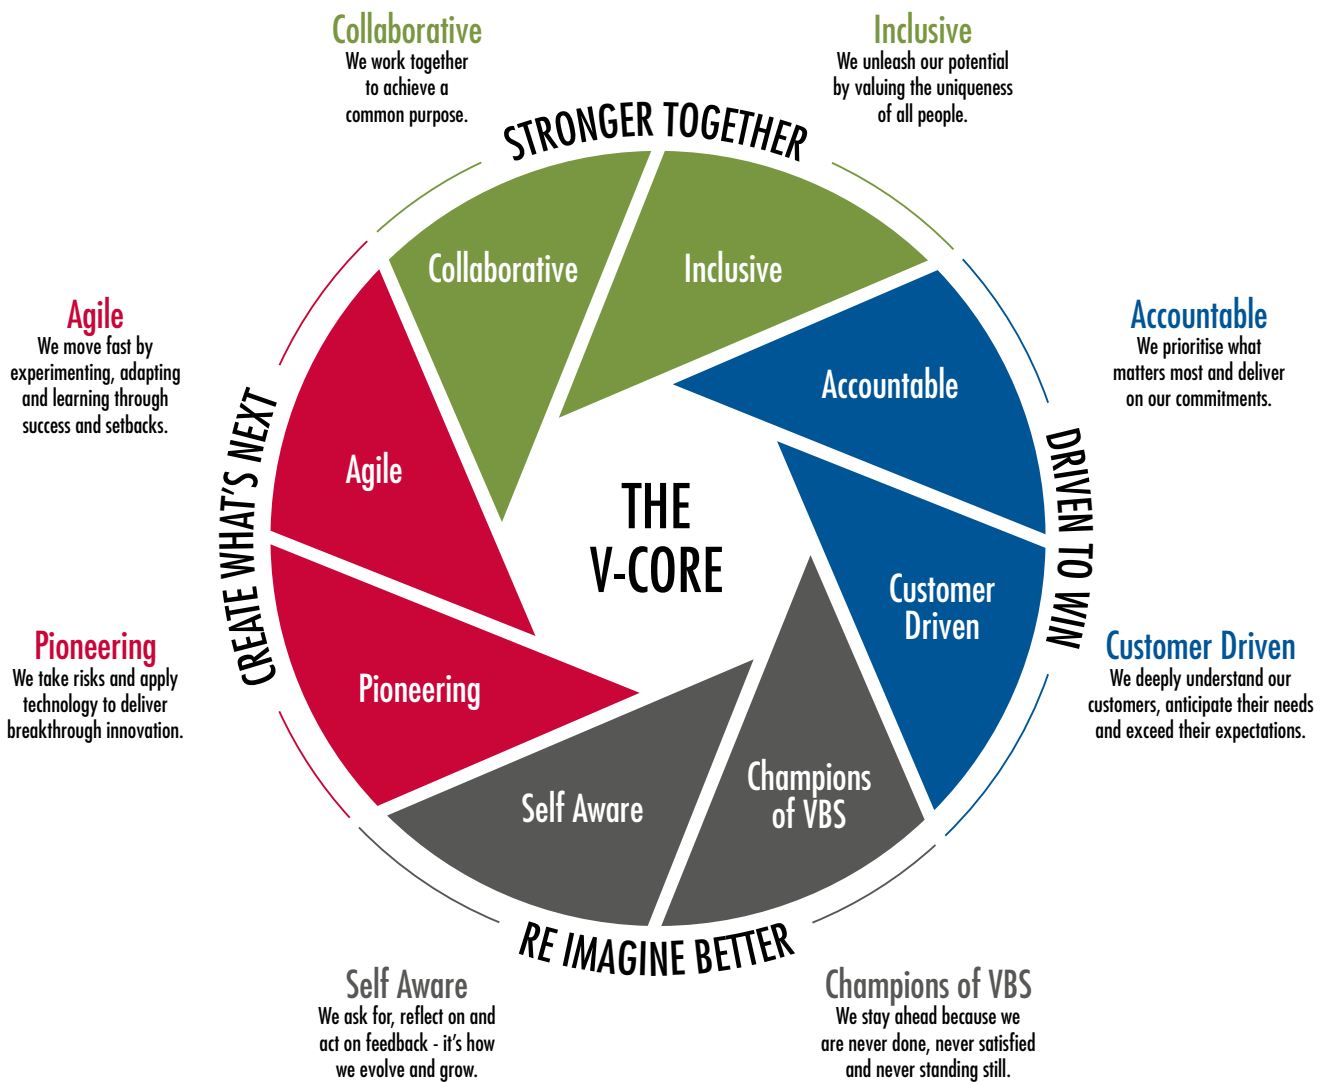 Collaborative
We work together
to achieve a
common purpose.
Inclusive
We unleash our potential
by valuing the uniqueness
of all people.
STRONGER TOGETHER
Collaborative
Inclusive
Agile
We move fast by
experimenting, adapting
and learning through
success and setbacks.
Accountable
We prioritise what
matters most and deliver
on our commitments.
Accountable
Agile
CREATE WHAT'S NEXT
DRIVEN TO WIN
THE
V-CORE
Customer
Driven
Pioneering
We take risks and apply
technology to deliver
breakthrough innovation.
Pioneering
Customer Driven
We deeply understand our
customers, anticipate their needs
and exceed their expectations.
Self Aware
Champions
of VBS
RE IMAGINE BETTER
Self Aware
We ask for, reflect on and
act on feedback - it's how
we evolve and grow.
Champions of VBS
We stay ahead because we
are never done, never satisfied
and never standing still.